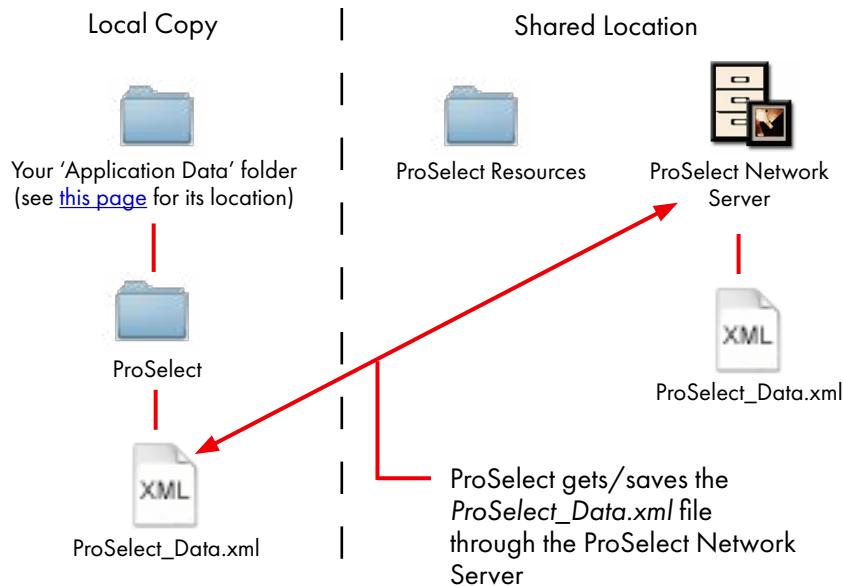 Local Copy
Shared Location
Your 'Application Data' folder
(see this page for its location)
ProSelect Resources
ProSelect Network
Server
ProSelect
XML
ProSelect_Data.xml
XML
ProSelect_Data.xml
ProSelect gets/saves the
ProSelect_Data.xml file
through the ProSelect Network
Server